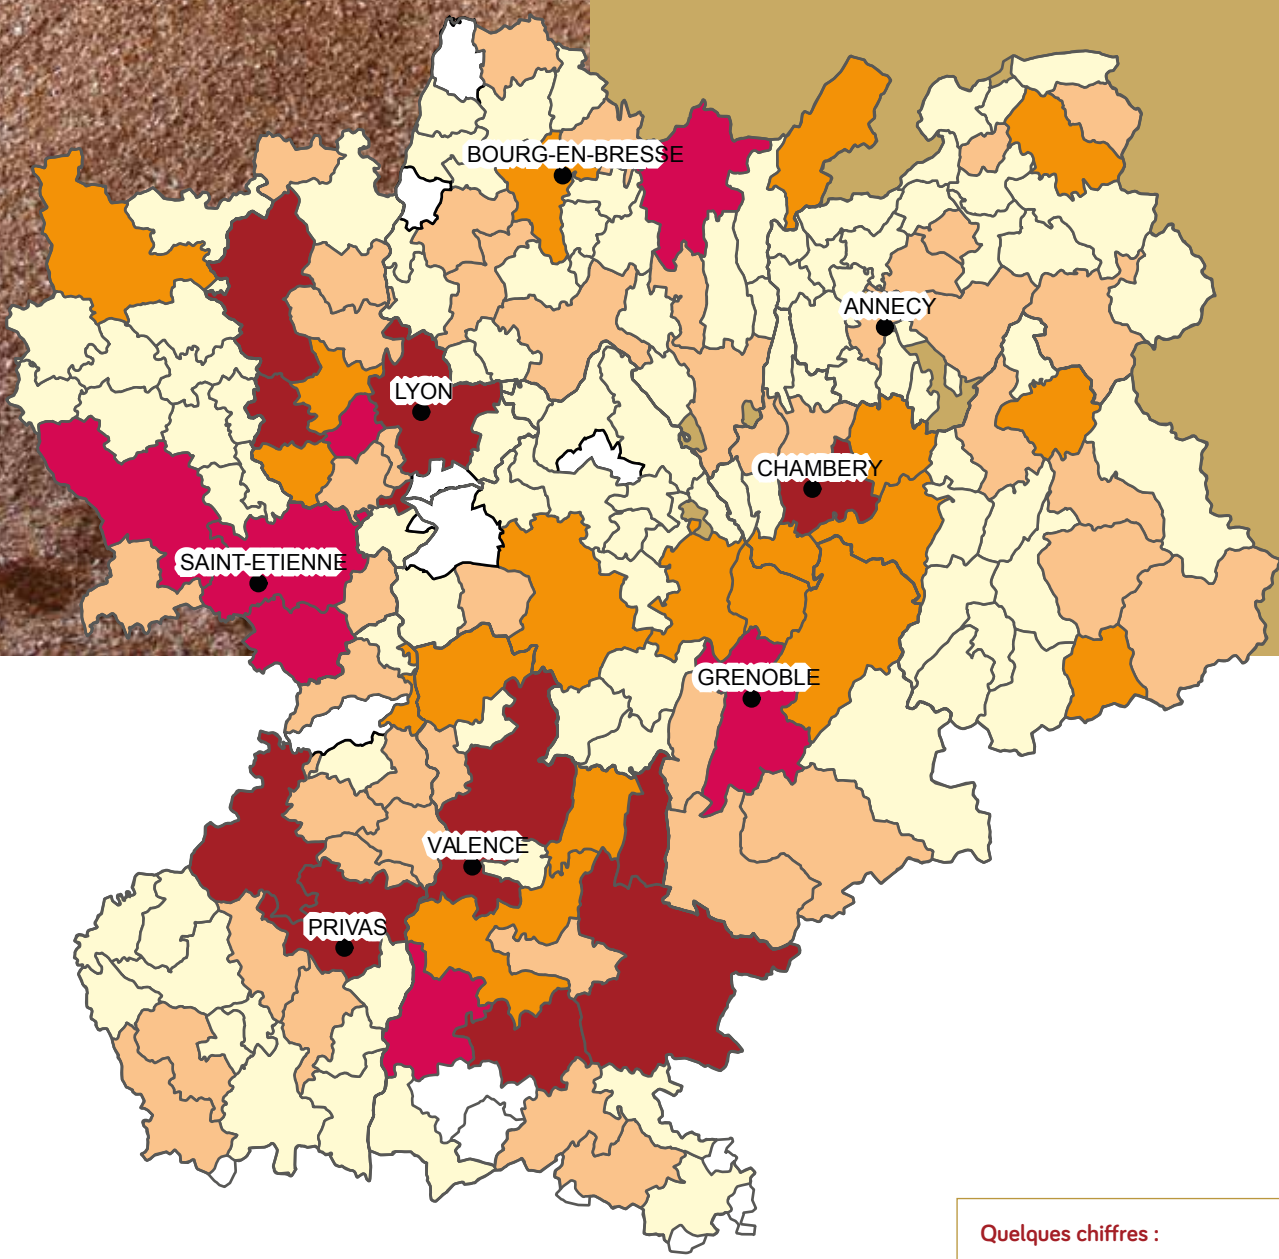 BOURG-EN-BRESSE
ANNECY
LYON
CHAMBERY
SAINT-ETIENNE
GRENOBLE
VALENCE
PRIVAS
Quelques chiffres :